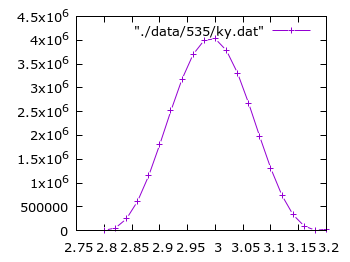 4.5x10^6
"./data/535/ky.dat"
4x10^6
3.5x10^6
3x10^6
2.5x10^6
2x10^6
1.5x10^6
1x10^6
500000
0
2.75 2.8 2.85 2.9 2.95 3 3.05 3.1 3.15 3.2